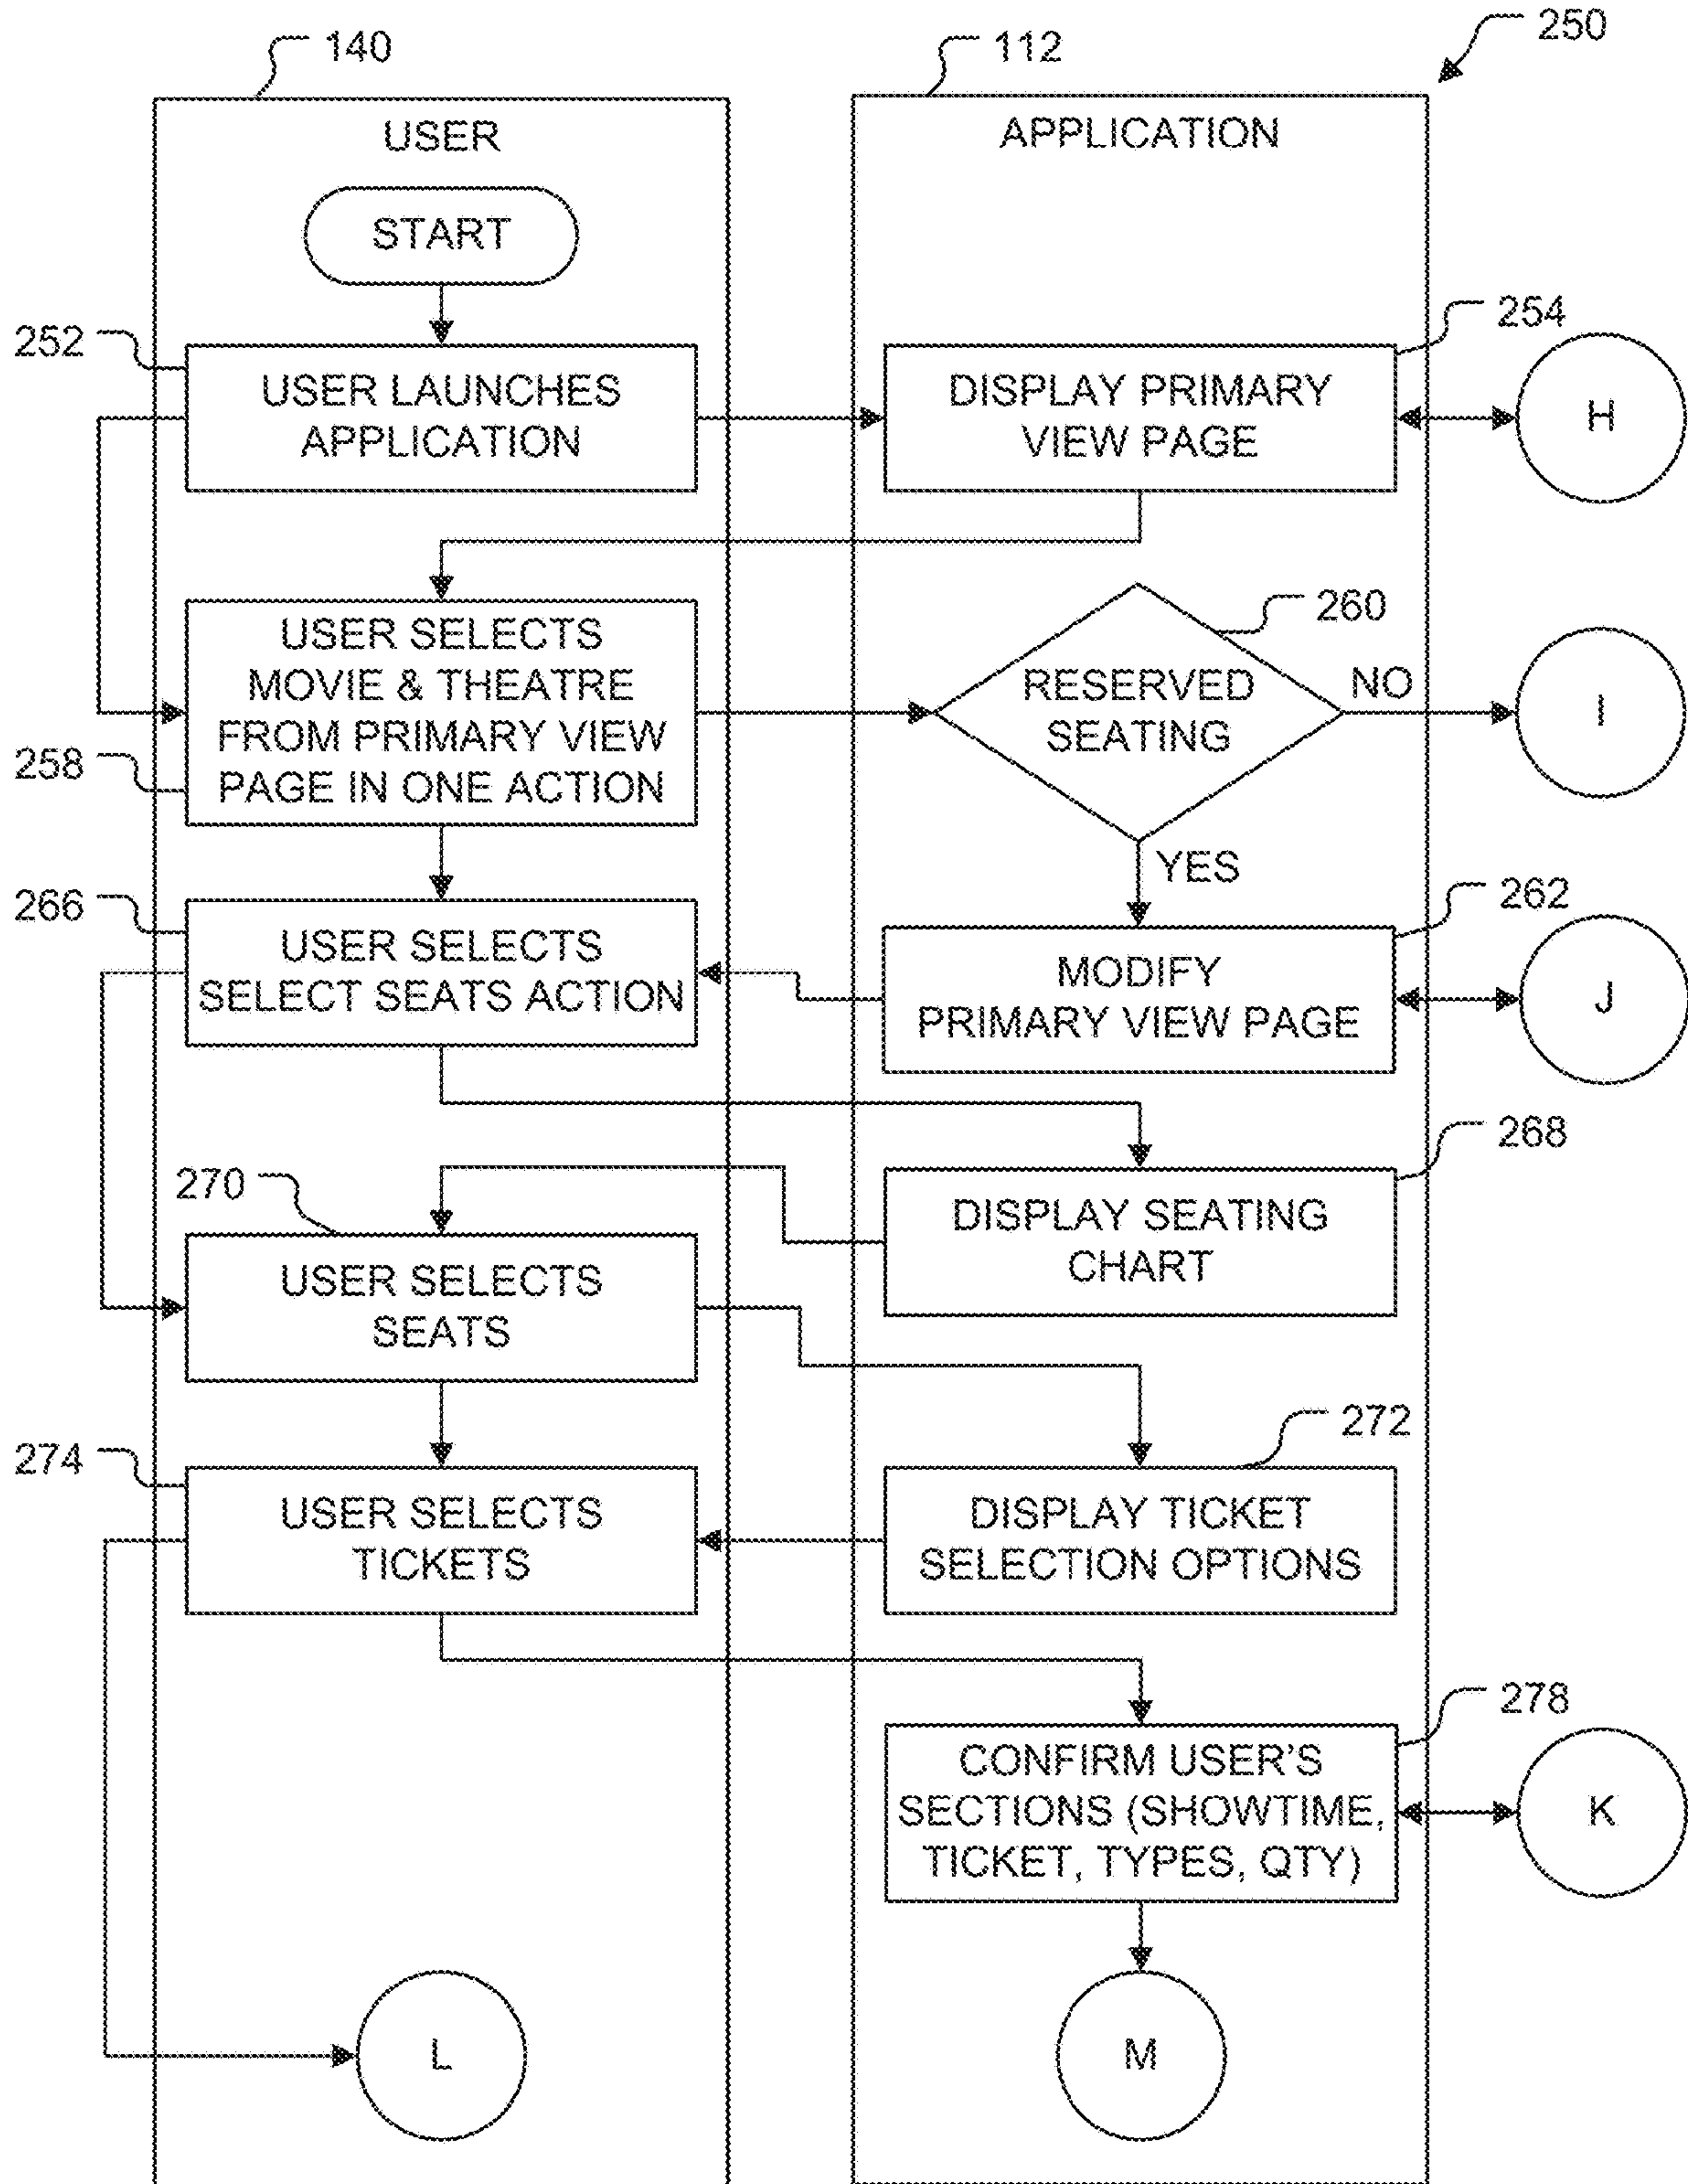 250
140
112
USER
APPLICATION
START
252
USER LAUNCHES
APPLICATION
254
DISPLAY PRIMARY
VIEW PAGE
H
258
USER SELECTS
MOVIE & THEATRE
FROM PRIMARY VIEW
PAGE IN ONE ACTION
260
RESERVED
SEATING
NO
I
YES
266
USER SELECTS
SELECT SEATS ACTION
262
MODIFY
PRIMARY VIEW PAGE
J
268
DISPLAY SEATING
CHART
270
USER SELECTS
SEATS
272
DISPLAY TICKET
SELECTION OPTIONS
274
USER SELECTS
TICKETS
278
CONFIRM USER'S
SECTIONS (SHOWTIME,
TICKET, TYPES, QTY)
K
L
M